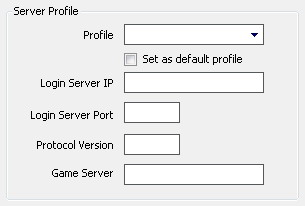 Server Profile
Profile
Set as default profile
Login Server IP
Login Server Port
Protocol Version
Game Server